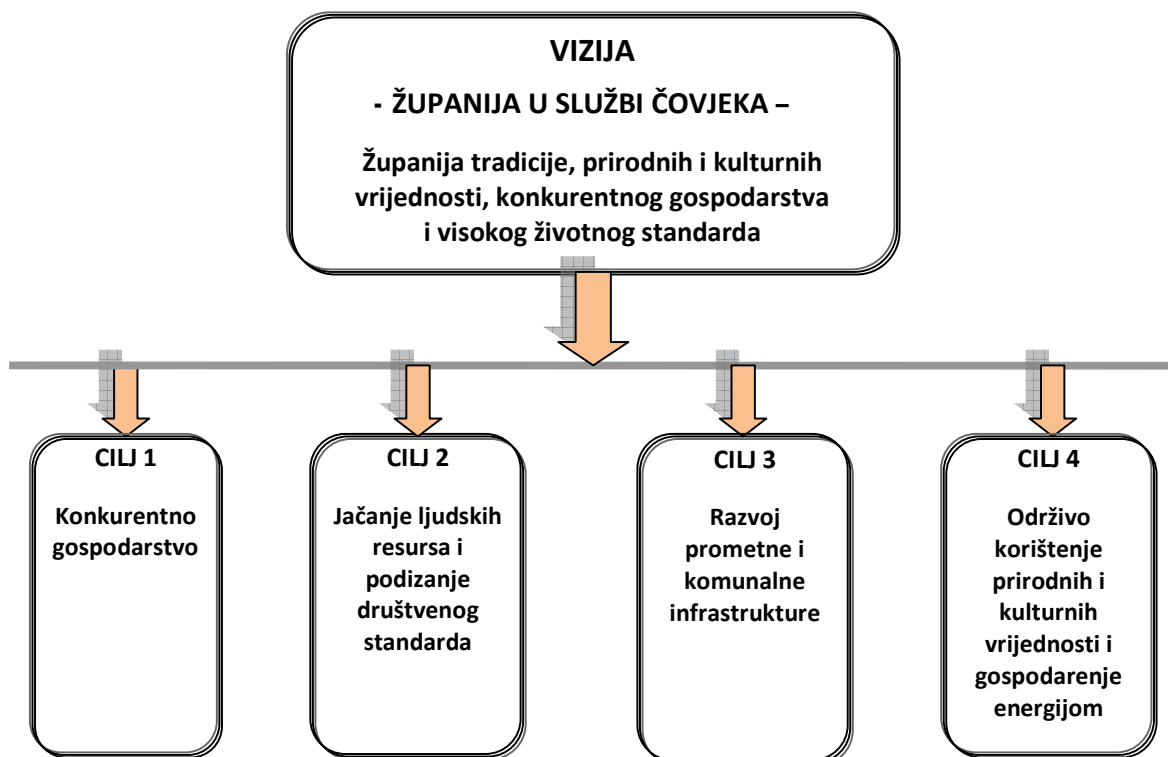 VIZIJA
- ŽUPANIJA U SLUŽBI ČOVJEKA –
Županija tradicije, prirodnih i kulturnih
vrijednosti, konkurentnog gospodarstva
i visokog životnog standarda
CILJ 1
Konkurentno
gospodarstvo
CILJ 2
Jačanje ljudskih
resursa i
podizanje
društvenog
standarda
CILJ 3
Razvoj
prometne i
komunalne
infrastrukture
CILJ 4
Održivo
korištenje
prirodnih i
kulturnih
vrijednosti i
gospodarenje
energijom